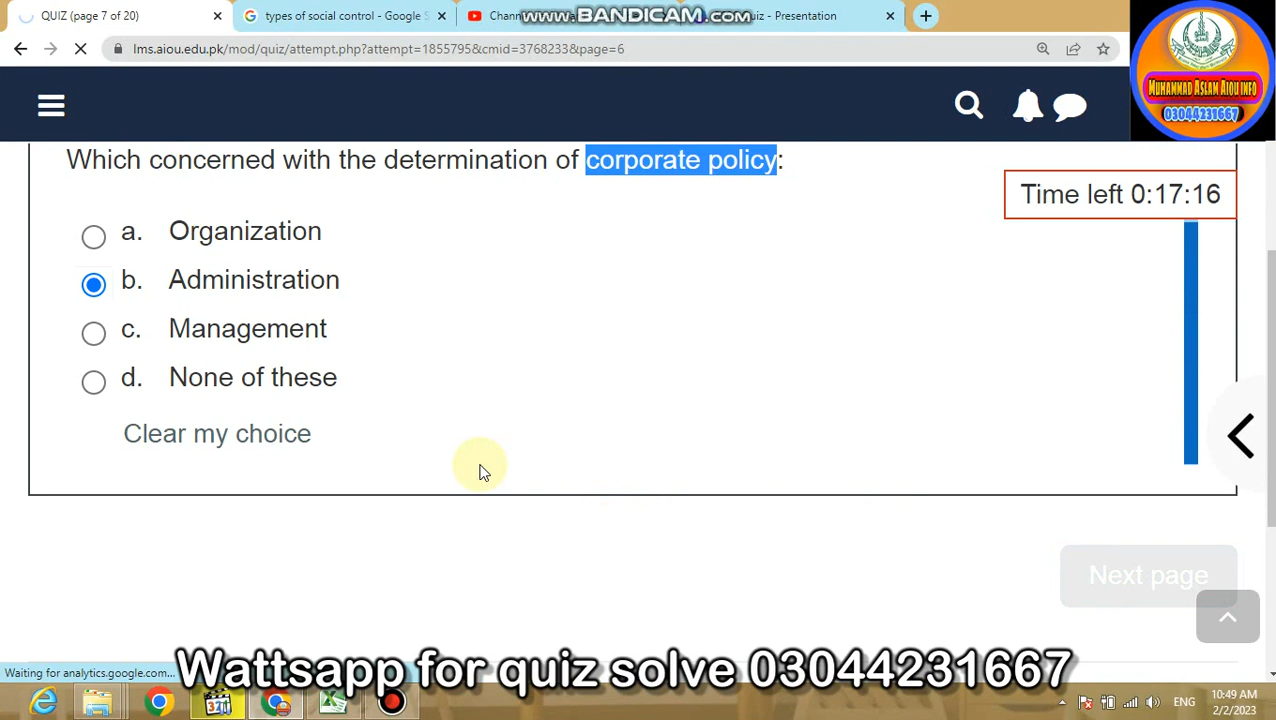 QUIZ (page 7 of 20)
types of social control - Google S
Chann
www.BANDICAM.com
uiz - Presentation
lms.aiou.edu.pk/mod/quiz/attempt.php?attempt=1855795&cmid=3768233&page=6
MUHAMMAD ASLAM AIOU INFO
03044231667
Which concerned with the determination of corporate policy:
Time left 0:17:16
a. Organization
b. Administration
c. Management
d. None of these
Clear my choice
Next page
Waiting for analytics.google.com...
Wattsapp for quiz solve 03044231667
321
ENG
10:49 AM
2/2/2023